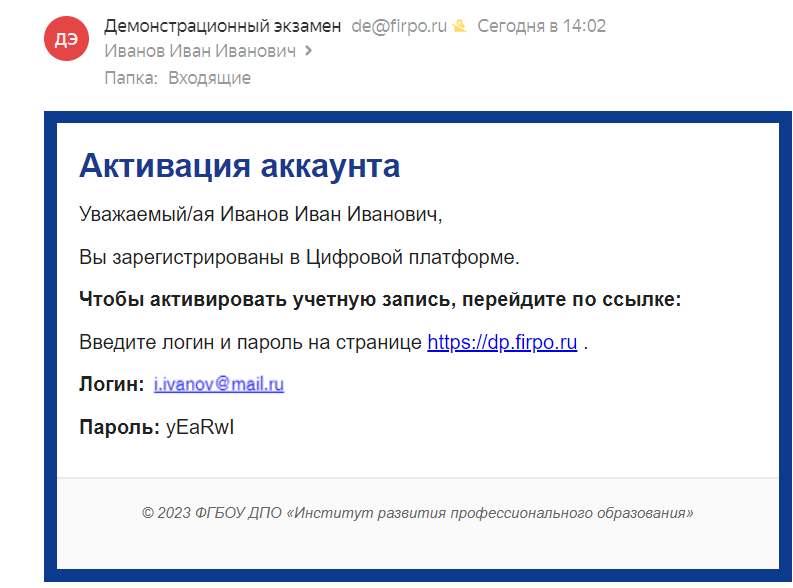 ДЭ
Демонстрационный экзамен de@firpo.ru Сегодня в 14:02
Иванов Иван Иванович >
Папка: Входящие
Активация аккаунта
Уважаемый/ая Иванов Иван Иванович,
Вы зарегистрированы в Цифровой платформе.
Чтобы активировать учетную запись, перейдите по ссылке:
Введите логин и пароль на странице https://dp.firpo.ru .
Логин: i.ivanov@mail.ru
Пароль: yEaRwI
© 2023 ФГБОУ ДПО «Институт развития профессионального образования»